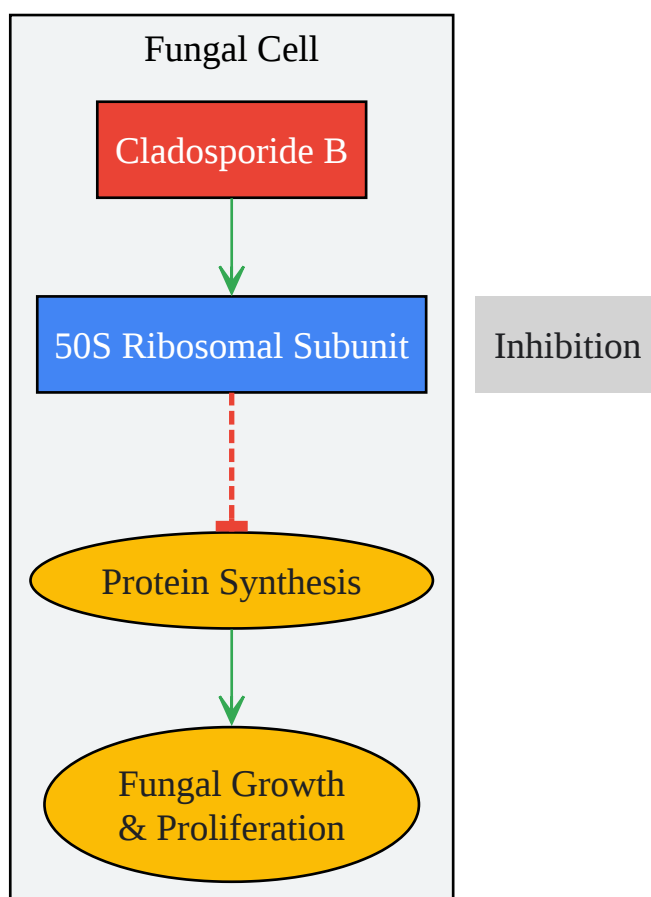 Fungal Cell
Cladosporide B
50S Ribosomal Subunit
Inhibition
Protein Synthesis
Fungal Growth
& Proliferation